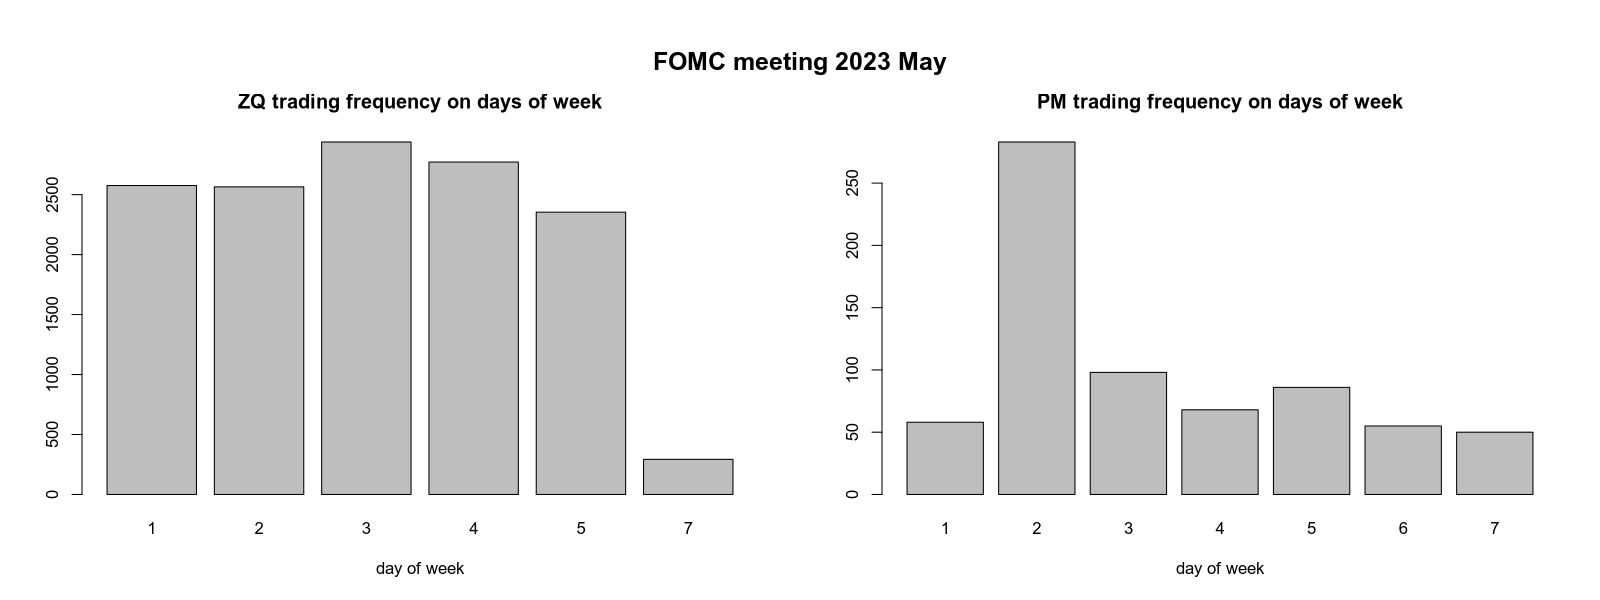 FOMC meeting 2023 May
ZQ trading frequency on days of week
2500
2000
1500
1000
500
0
1 2 3 4 5 7
day of week
PM trading frequency on days of week
250
200
150
100
50
0
1 2 3 4 5 6 7
day of week